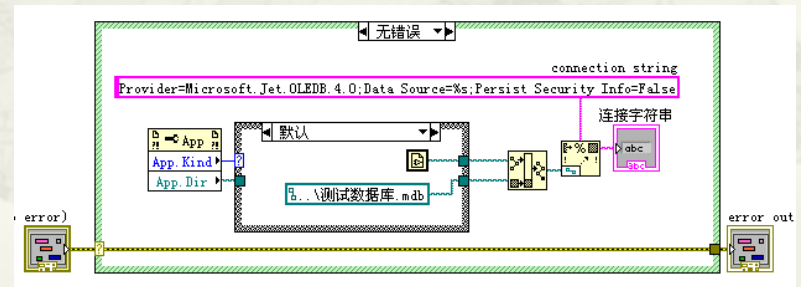 无错误
connection string
Provider=Microsoft.Jet.OLEDB.4.0;Data Source=%s;Persist Security Info=False
连接字符串
abc
abc
App
默认
App.Kind
App.Dir
?
..\测试数据库.mdb
%
error)
error out
?